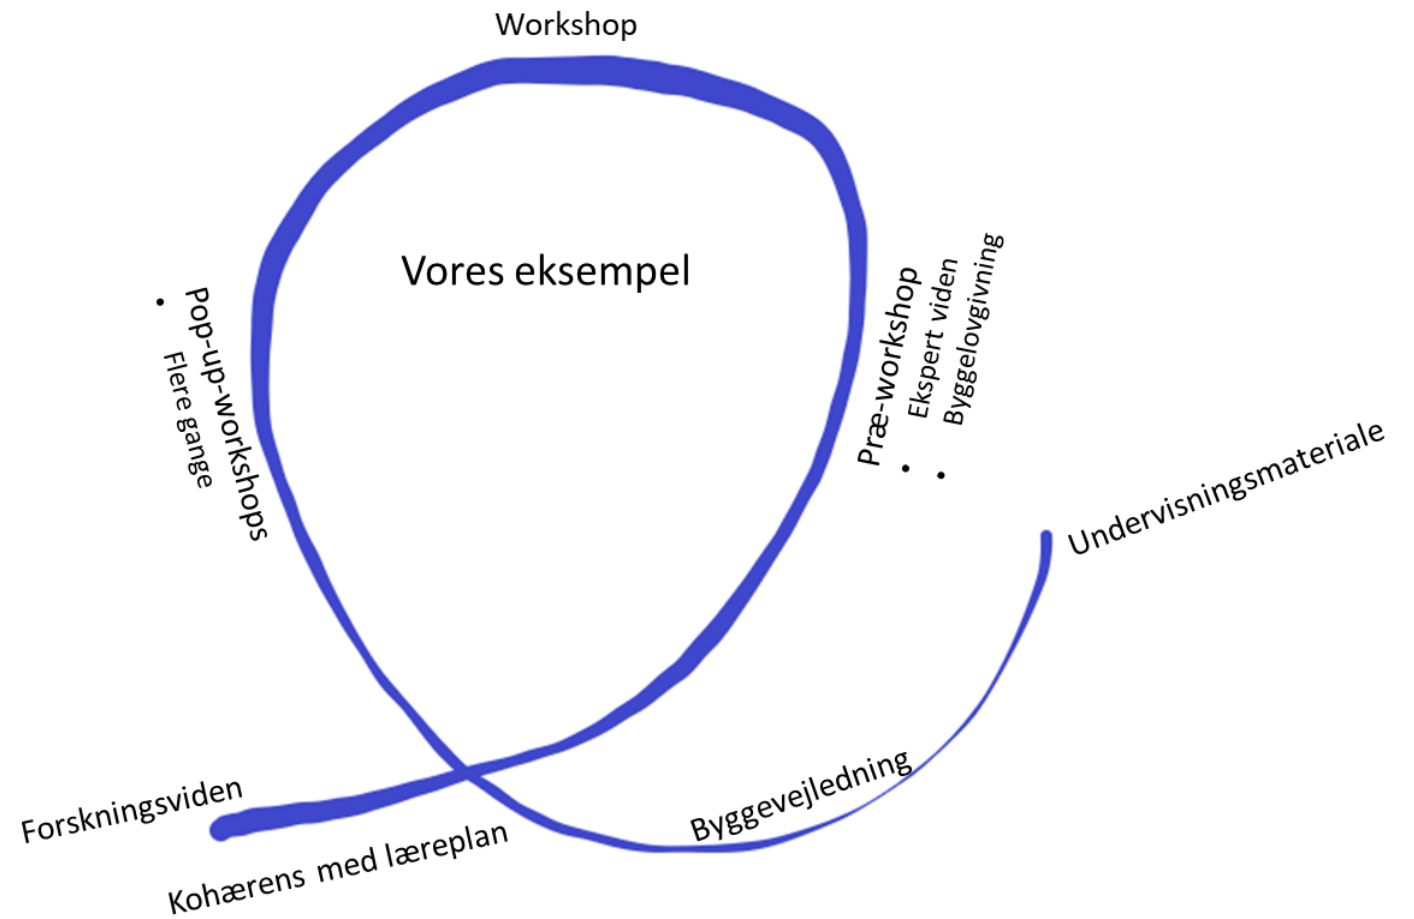 Workshop
Vores eksempel
Præ-workshop
• Ekspert viden
• Byggelovgivning
Pop-up-workshops
• Flere gange
Undervisningsmateriale
Byggevejledning
Forskningsviden
Kohærens med læreplan